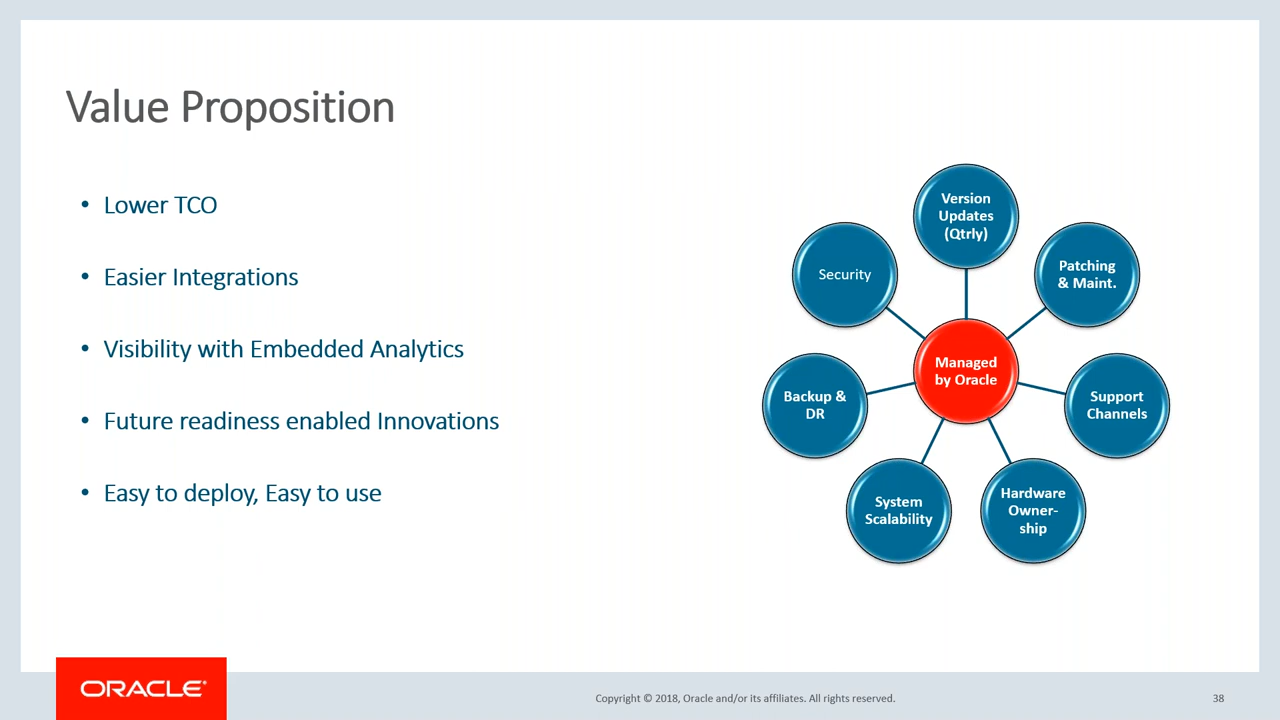 Value Proposition
• Lower TCO
• Easier Integrations
• Visibility with Embedded Analytics
• Future readiness enabled Innovations
• Easy to deploy, Easy to use
Version
Updates
(Qtrly)
Patching
& Maint.
Support
Channels
Hardware
Owner-
ship
System
Scalability
Backup &
DR
Security
Managed
by Oracle
ORACLE®
Copyright © 2018, Oracle and/or its affiliates. All rights reserved.
38